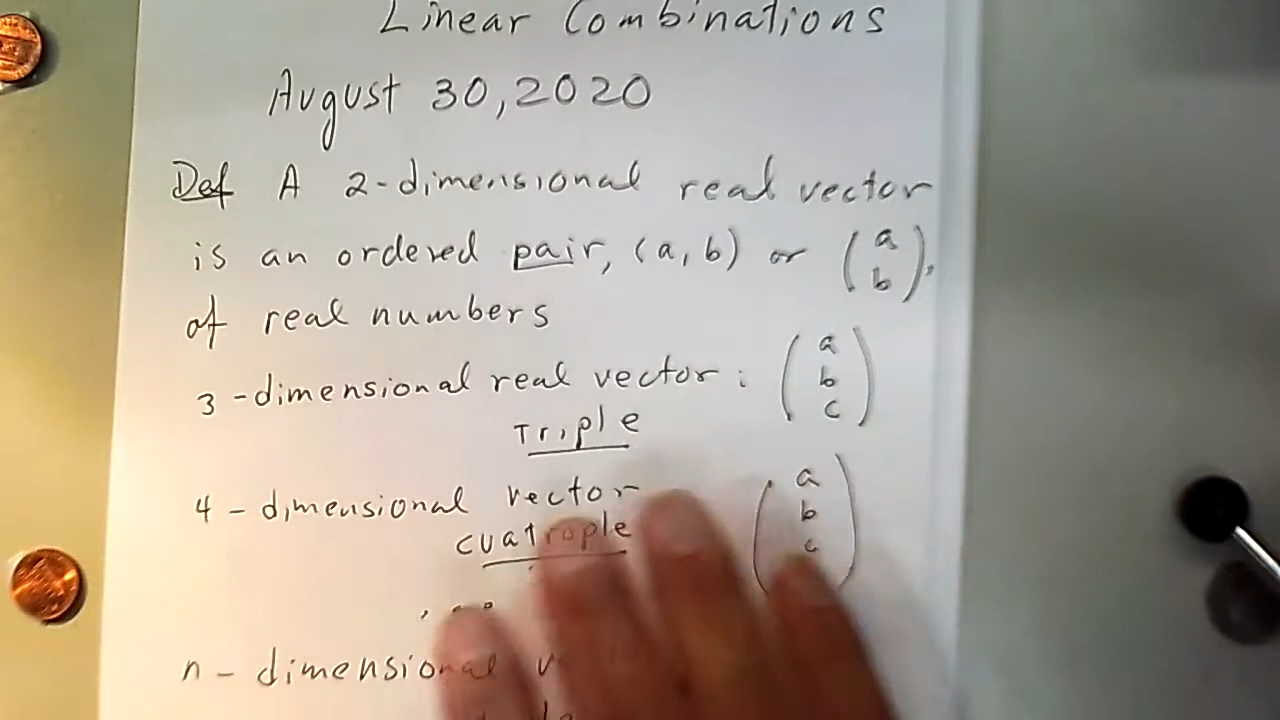 Linear Combinations
August 30, 2020
Def A 2-dimensional real vector
is an ordered pair, (a, b) or (a b),
of real numbers
3-dimensional real vector : (a b c)
Triple
4-dimensional vector (a b c
cuatrople
n-dimensional